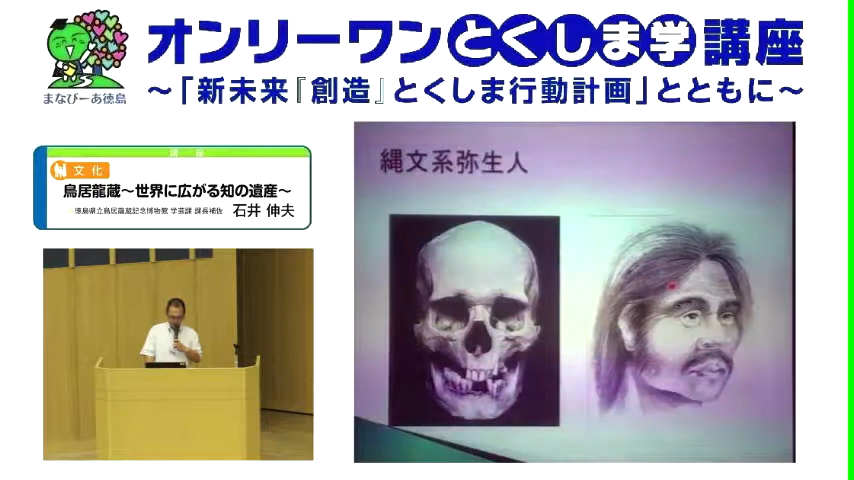 オンリーワンとくしま学講座
～「新未来『創造』とくしま行動計画」とともに～
まなびーあ徳島
講 座
文 化
鳥居龍蔵～世界に広がる知の遺産～
徳島県立鳥居龍蔵記念博物館 学芸課 課長補佐 石井 伸夫
縄文系弥生人